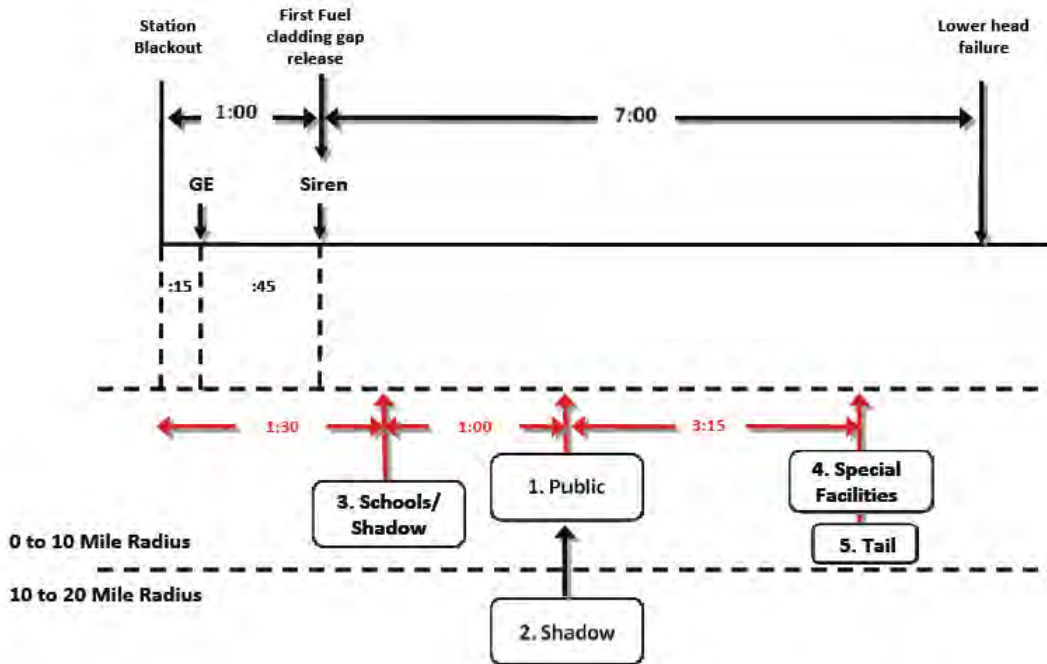 Station
Blackout
First Fuel
cladding gap
release
Lower head
failure
1:00
7:00
GE
Siren
:15
:45
1:30
1:00
3:15
3. Schools/
Shadow
1. Public
4. Special
Facilities
5. Tail
0 to 10 Mile Radius
10 to 20 Mile Radius
2. Shadow